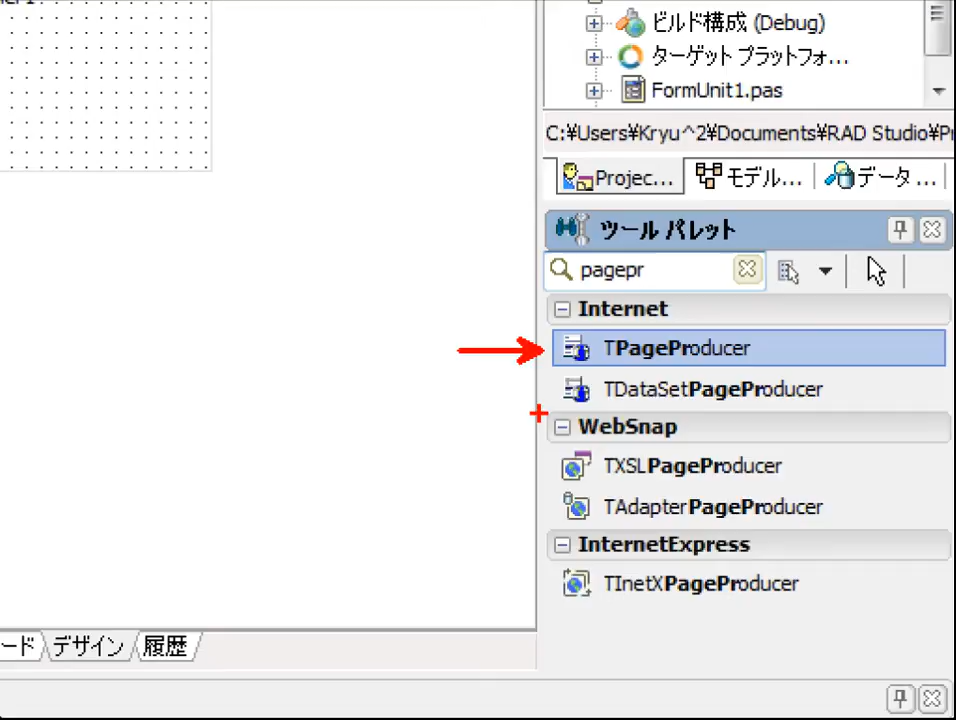 ビルド構成 (Debug)
ターゲット プラットフォ...
FormUnit1.pas
C:¥Users¥Kryu^2¥Documents¥RAD Studio¥P
Projec...
モデル...
データ...
ツール パレット
pagepr
Internet
TPageProducer
TDataSetPageProducer
WebSnap
TXSLPageProducer
TAdapterPageProducer
InternetExpress
TInetXPageProducer
ード
デザイン
履歴